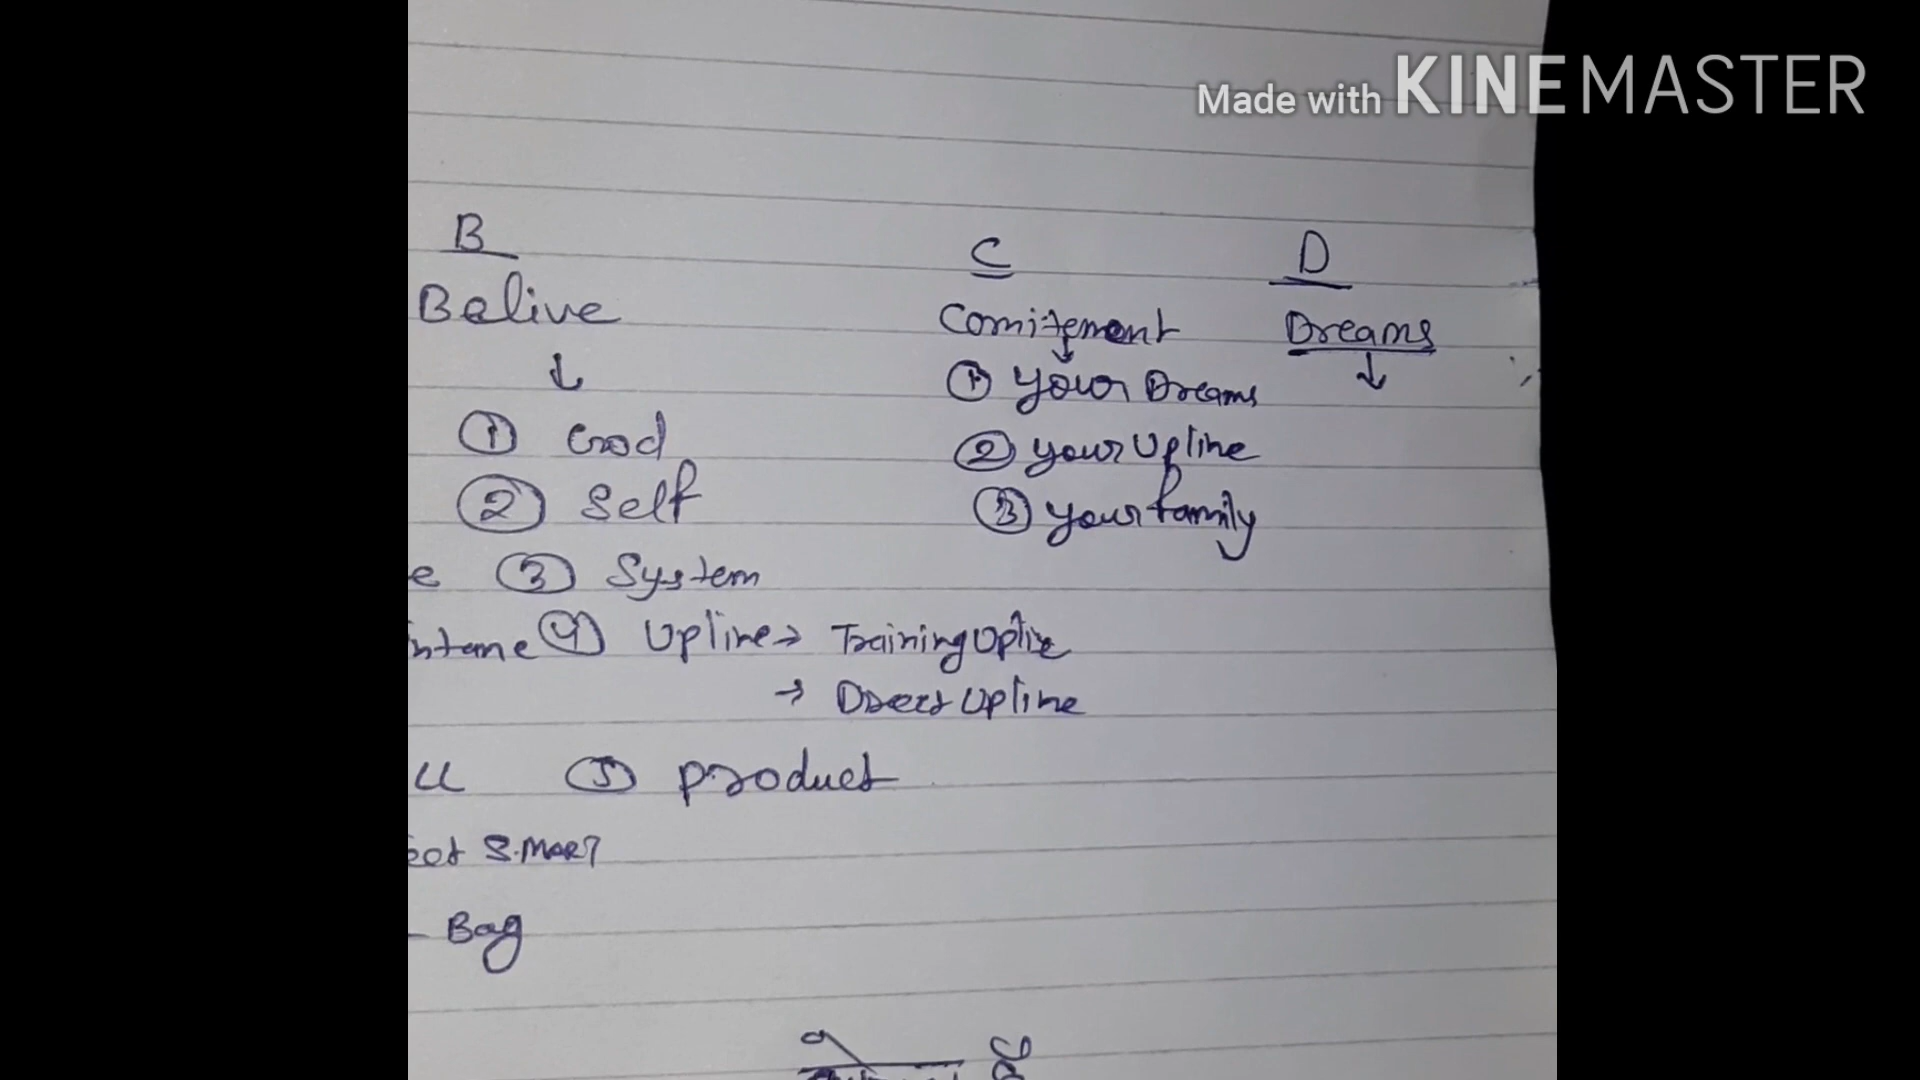 Made with KINEMASTER
B C D
Belive Comitement Dreams
① Your Dreams
① God ② Your Upline
② Self ③ Your family
e ③ System
intane ④ Upline → Training Upline
→ Direct Upline
⑤ product
S.MART
- Bag